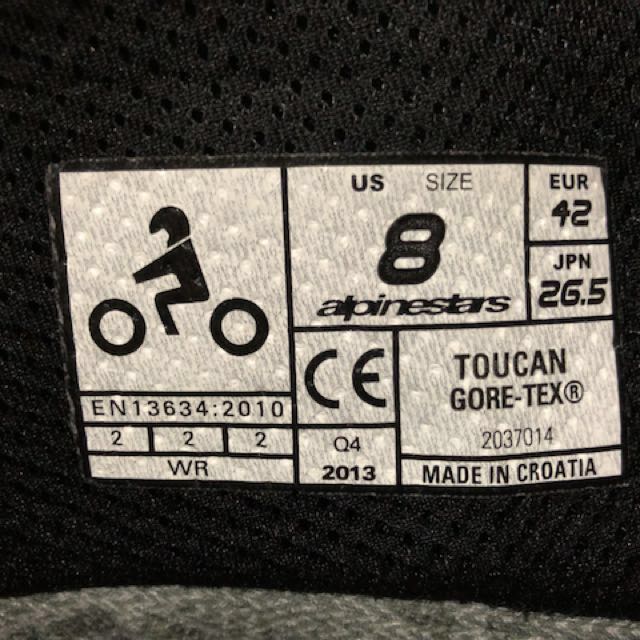 US SIZE
8
alpinestars
EUR
42
JPN
26.5
EN13634:2010
2 2 2
WR
CE
Q4
2013
TOUCAN
GORE-TEX®
2037014
MADE IN CROATIA